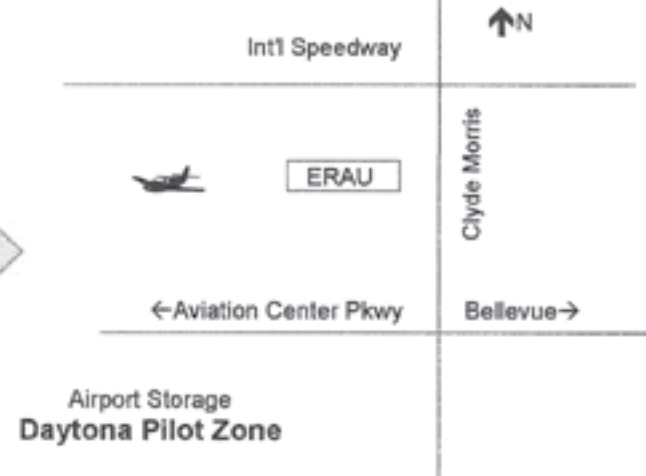 N
Int'l Speedway
Clyde Morris
ERAU
←Aviation Center Pkwy
Bellevue→
Airport Storage
Daytona Pilot Zone